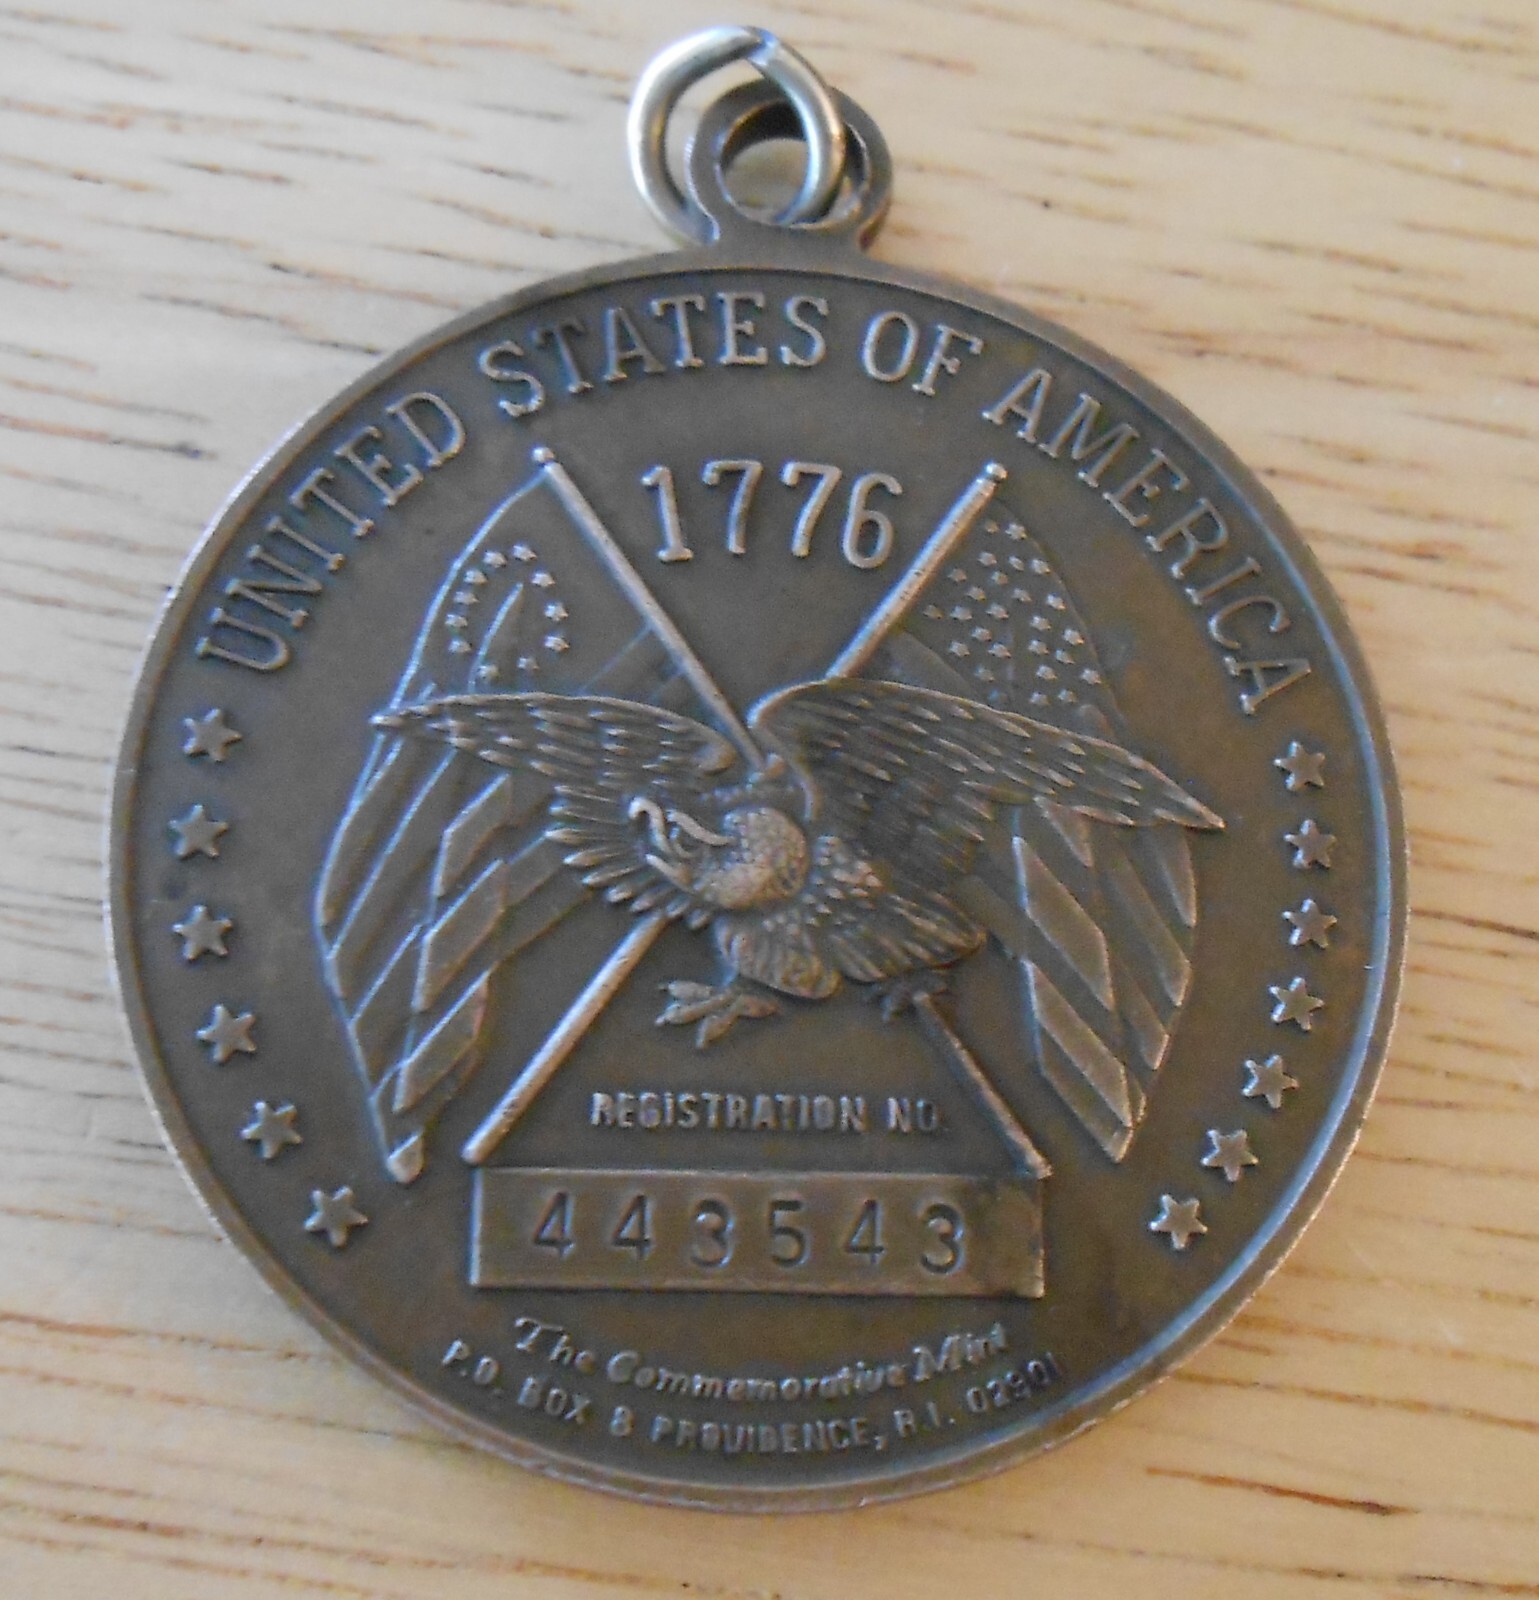 UNITED STATES OF AMERICA
1776
REGISTRATION NO.
443543
The Commemorative Mint
P.O. BOX 8 PROVIDENCE, R.I. 02901